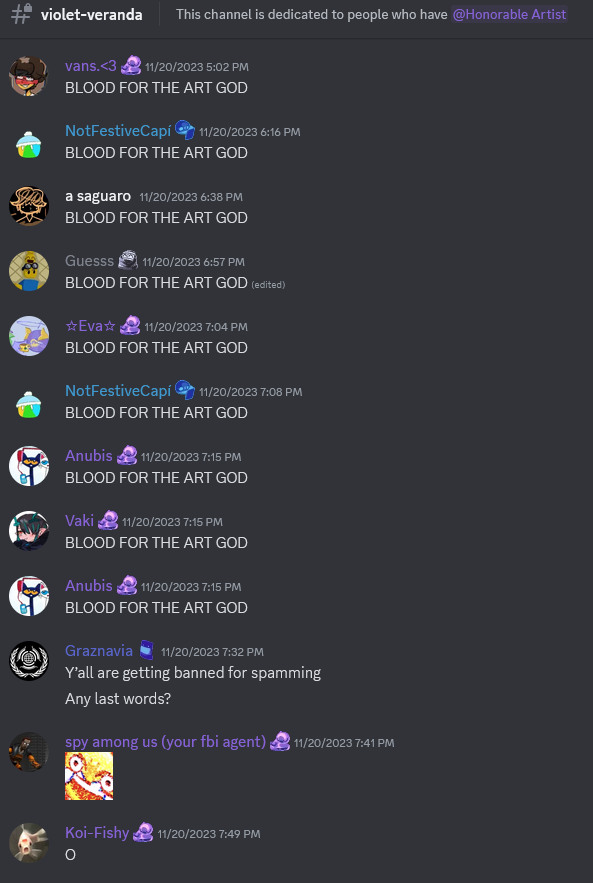 violet-veranda This channel is dedicated to people who have @Honorable Artist
vans.<3 11/20/2023 5:02 PM
BLOOD FOR THE ART GOD
NotFestiveCapí 11/20/2023 6:16 PM
BLOOD FOR THE ART GOD
a saguaro 11/20/2023 6:38 PM
BLOOD FOR THE ART GOD
Guesss 11/20/2023 6:57 PM
BLOOD FOR THE ART GOD (edited)
☆Eva☆ 11/20/2023 7:04 PM
BLOOD FOR THE ART GOD
NotFestiveCapí 11/20/2023 7:08 PM
BLOOD FOR THE ART GOD
Anubis 11/20/2023 7:15 PM
BLOOD FOR THE ART GOD
Vaki 11/20/2023 7:15 PM
BLOOD FOR THE ART GOD
Anubis 11/20/2023 7:15 PM
BLOOD FOR THE ART GOD
Graznavia 11/20/2023 7:32 PM
Y'all are getting banned for spamming
Any last words?
spy among us (your fbi agent) 11/20/2023 7:41 PM
Koi-Fishy 11/20/2023 7:49 PM
O